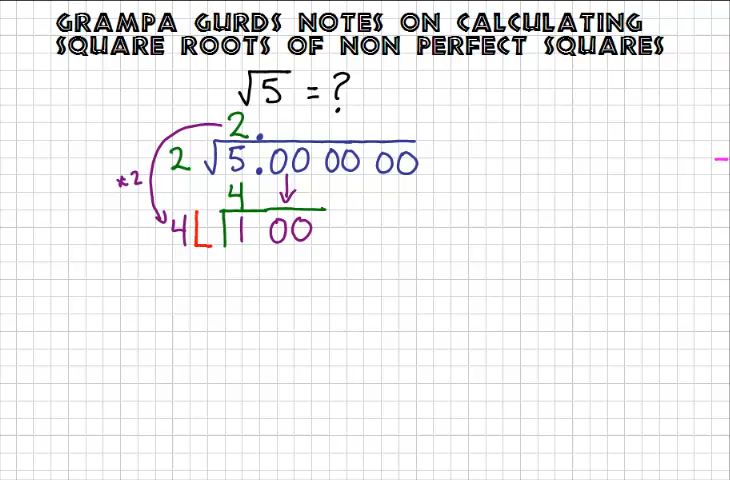 GRAMPA GURDS NOTES ON CALCULATING
SQUARE ROOTS OF NON PERFECT SQUARES
√5 = ?
2.
2 √5.00 00 00
*2
4
4 1 00